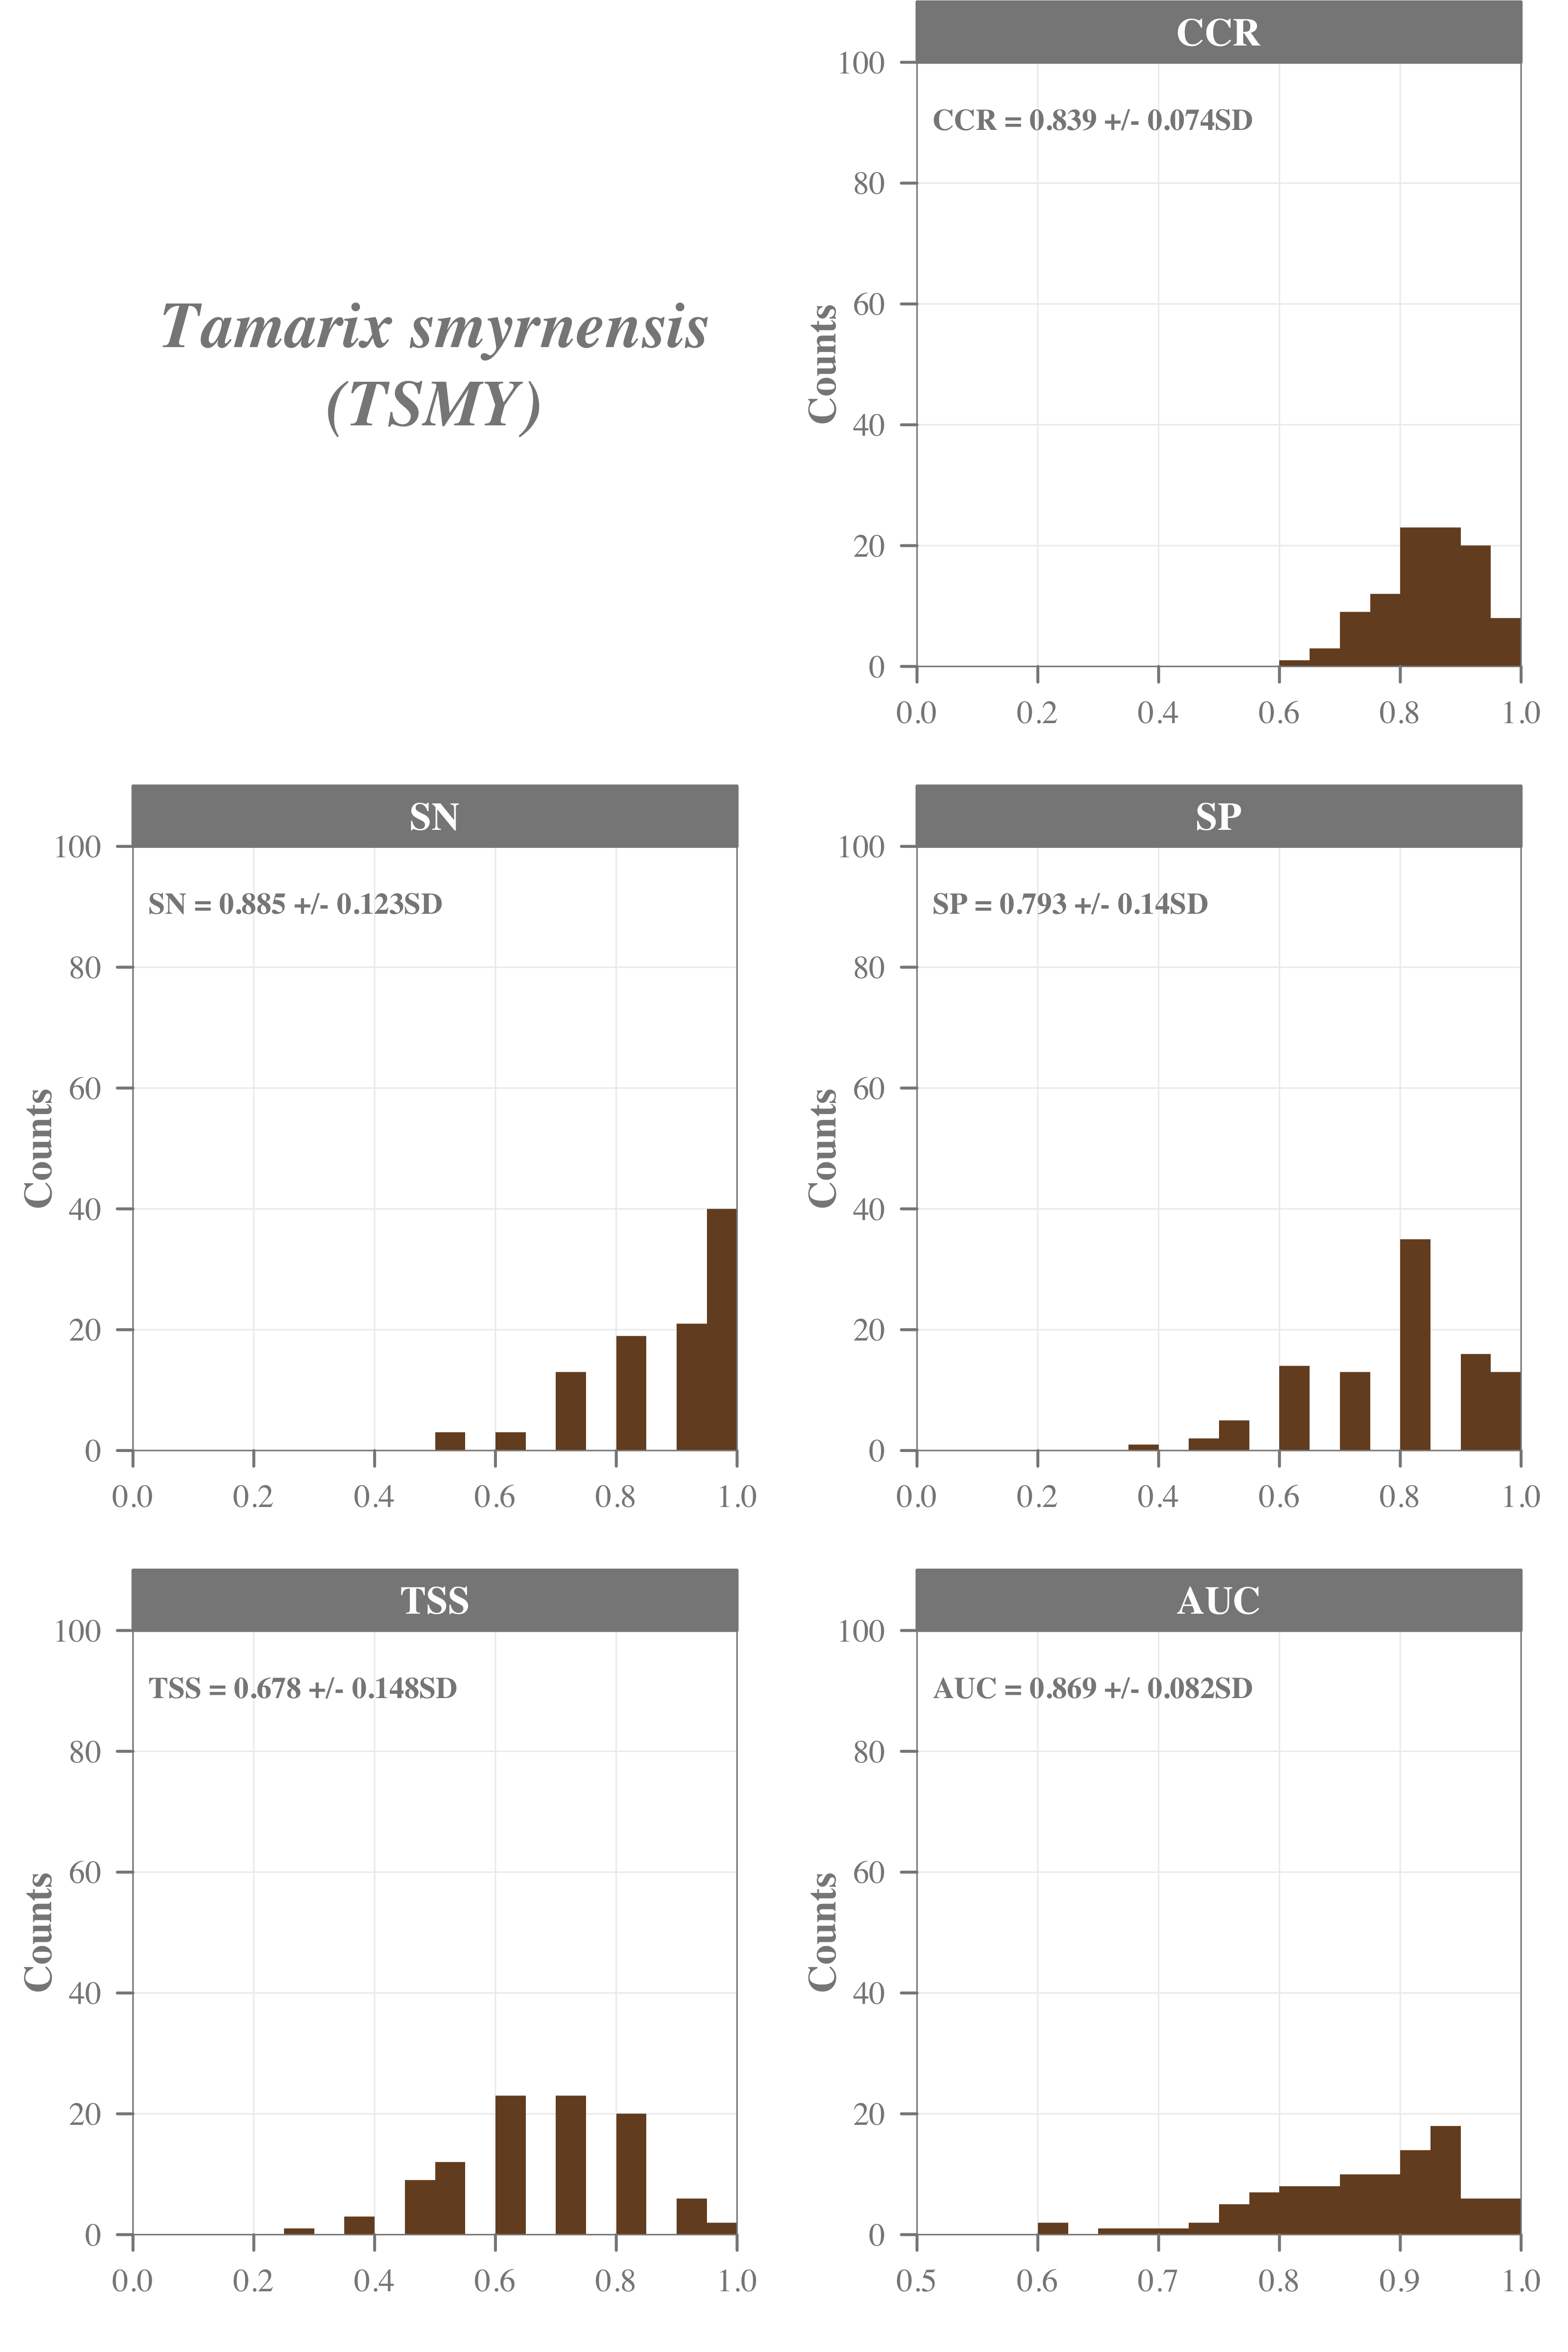 Tamarix smyrnensis
(TSMY)
CCR
CCR = 0.839 +/- 0.074SD
Counts
100
80
60
40
20
0
0.0 0.2 0.4 0.6 0.8 1.0
SN
SN = 0.885 +/- 0.123SD
Counts
100
80
60
40
20
0
0.0 0.2 0.4 0.6 0.8 1.0
SP
SP = 0.793 +/- 0.14SD
Counts
100
80
60
40
20
0
0.0 0.2 0.4 0.6 0.8 1.0
TSS
TSS = 0.678 +/- 0.148SD
Counts
100
80
60
40
20
0
0.0 0.2 0.4 0.6 0.8 1.0
AUC
AUC = 0.869 +/- 0.082SD
Counts
100
80
60
40
20
0
0.5 0.6 0.7 0.8 0.9 1.0